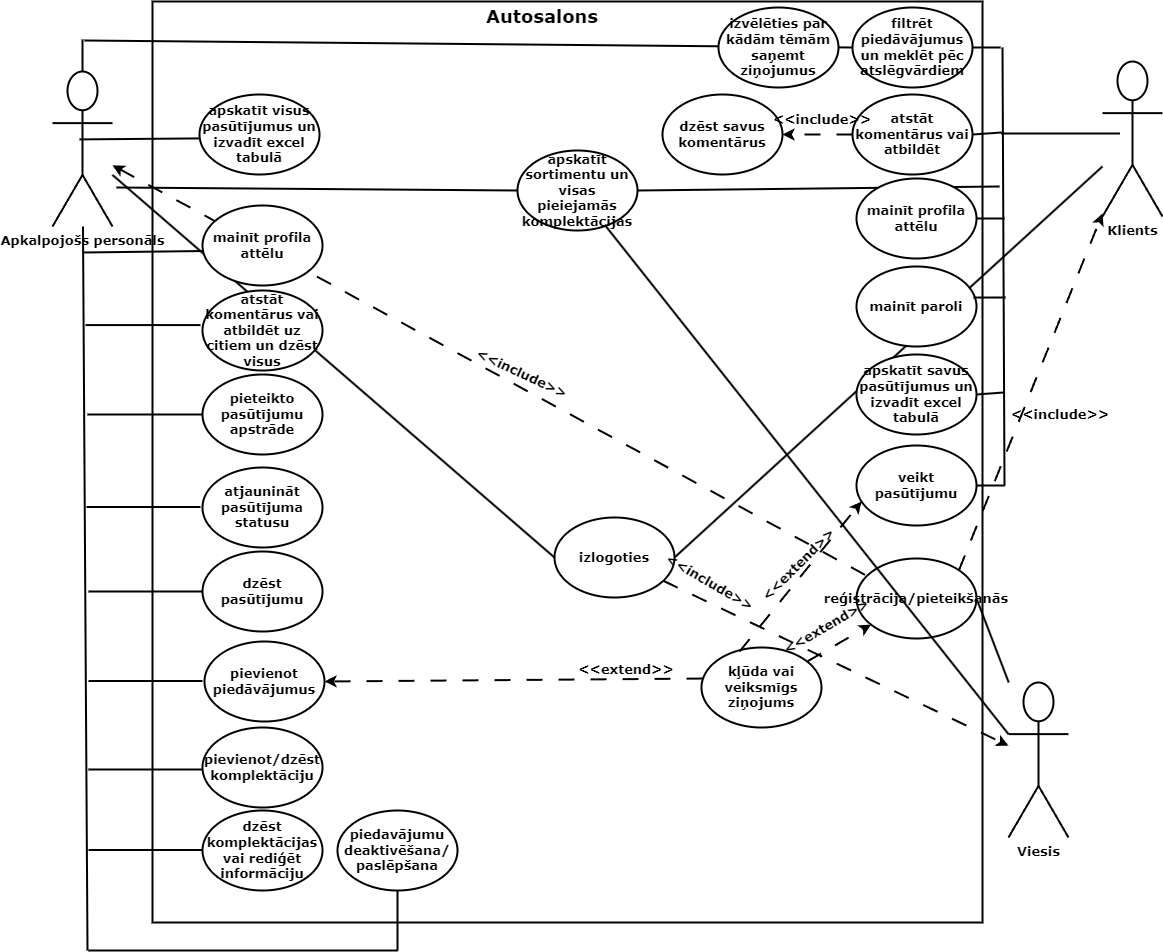 Autosalons
izvēlēties par
kādām tēmām
saņemt
ziņojumus
filtrēt
piedāvājumus
un meklēt pēc
atslēgvārdiem
apskatīt visus
pasūtījumus un
izvadīt excel
tabulā
dzēst savus
komentārus
<<include>>
atstāt
komentārus vai
atbildēt
apskatīt
sortimentu un
visas
pieiejamās
komplektācijas
Apkalpojošs personāls
Klients
mainīt profila
attēlu
mainīt profila
attēlu
atstāt
komentārus vai
atbildēt uz
citiem un dzēst
visus
mainīt paroli
<<include>>
apskatīt savus
pasūtījumus un
izvadīt excel
tabulā
<<include>>
pieteikto
pasūtījumu
apstrāde
veikt
pasūtījumu
atjaunināt
pasūtījuma
statusu
izlogoties
<<extend>>
<<include>>
dzēst
pasūtījumu
reģistrācija/pieteikšanās
<<extend>>
pievienot
piedāvājumus
<<extend>>
kļūda vai
veiksmīgs
ziņojums
pievienot/dzēst
komplektāciju
dzēst
komplektācijas
vai rediģēt
informāciju
piedavājumu
deaktivēšana/
paslēpšana
Viesis